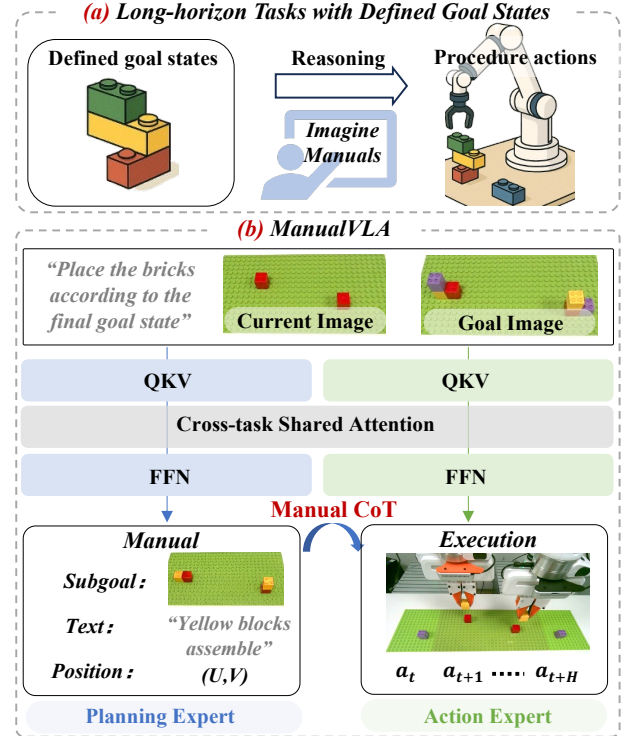 (a) Long-horizon Tasks with Defined Goal States
Defined goal states
Reasoning
Procedure actions
Imagine
Manuals
(b) ManualVLA
“Place the bricks
according to the
final goal state”
Current Image
Goal Image
QKV
QKV
Cross-task Shared Attention
FFN
FFN
Manual CoT
Manual
Subgoal：
Text：
“Yellow blocks
assemble”
Position：
(U,V)
Planning Expert
Execution
a_t a_{t+1} ····· a_{t+H}
Action Expert